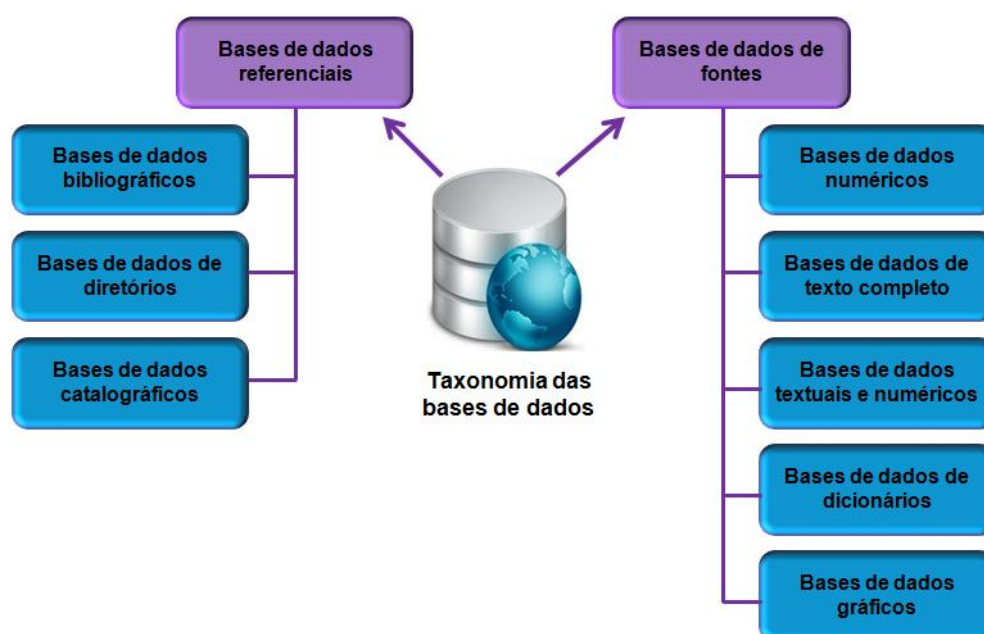 Bases de dados
referenciais
Bases de dados
bibliográficos
Bases de dados de
diretórios
Bases de dados
catalográficos
Taxonomia das
bases de dados
Bases de dados de
fontes
Bases de dados
numéricos
Bases de dados de
texto completo
Bases de dados
textuais e numéricos
Bases de dados de
dicionários
Bases de dados
gráficos